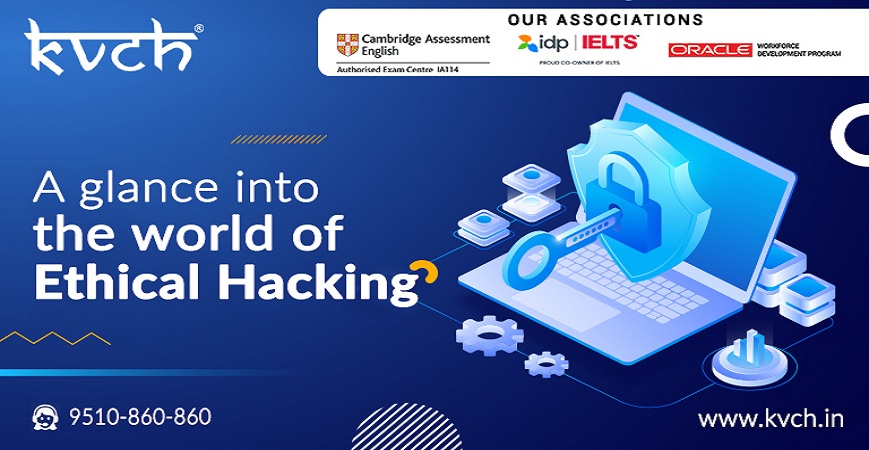 kvch®
OUR ASSOCIATIONS
Cambridge Assessment
English
Authorised Exam Centre IA114
idp | IELTS™
PROUD CO-OWNER OF IELTS
ORACLE
WORKFORCE
DEVELOPMENT PROGRAM
A glance into
the world of
Ethical Hacking
9510-860-860
www.kvch.in